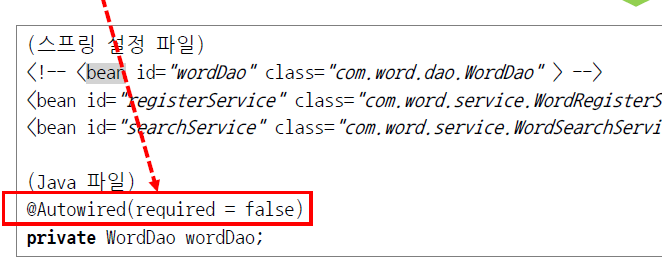 (스프링 설정 파일)
<!-- <bean id="wordDao" class="com.word.dao.WordDao" > -->
<bean id="registerService" class="com.word.service.WordRegisterS
<bean id="searchService" class="com.word.service.WordSearchServi
(Java 파일)
@Autowired(required = false)
private WordDao wordDao;